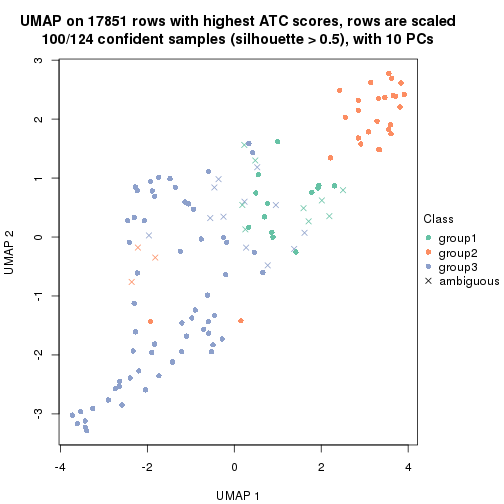 UMAP on 17851 rows with highest ATC scores, rows are scaled
100/124 confident samples (silhouette > 0.5), with 10 PCs
3
2
1
0
-1
-2
-3
UMAP 2
-4
-2
0
2
4
UMAP 1
Class
group1
group2
group3
ambiguous